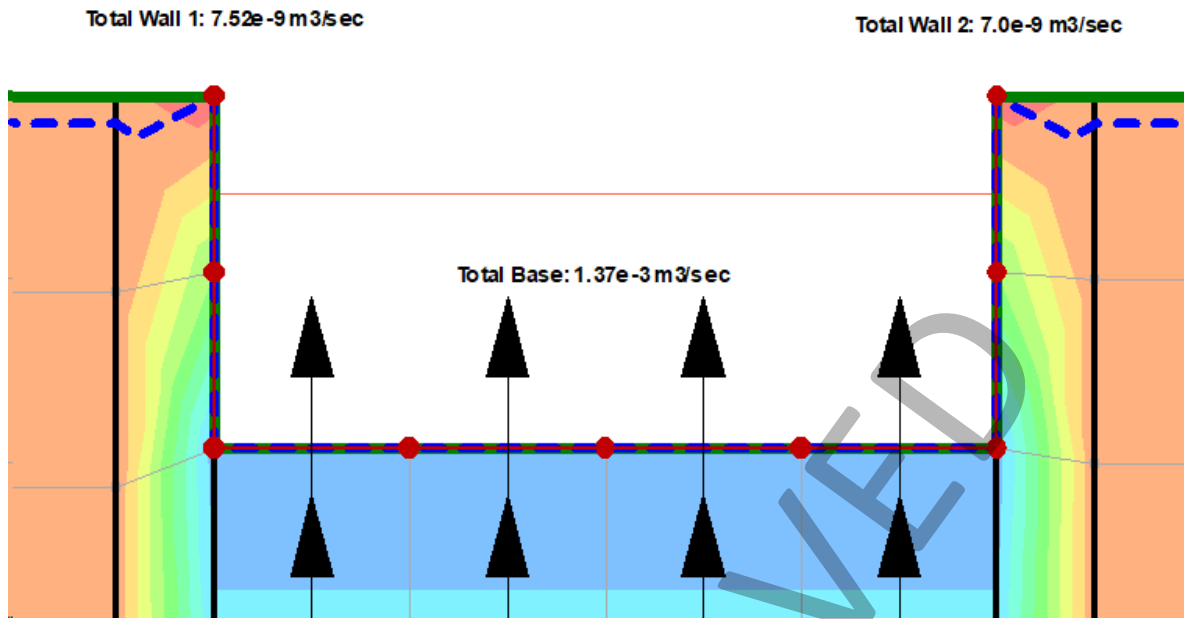 Total Wall 1: 7.52e-9 m3/sec
Total Wall 2: 7.0e-9 m3/sec
Total Base: 1.37e-3 m3/sec
VED